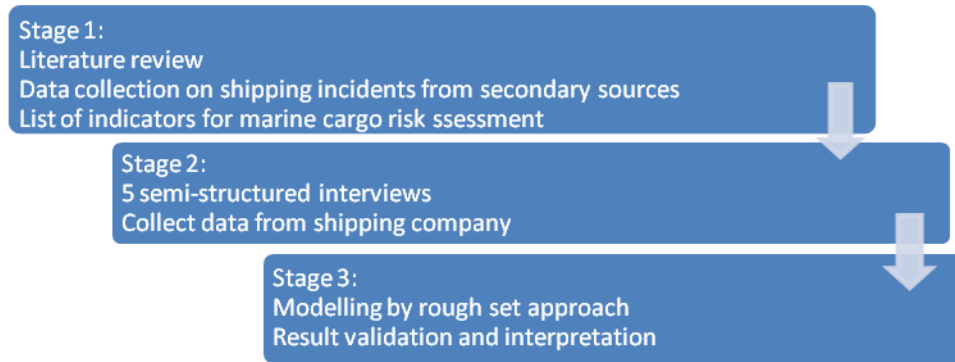 Stage 1:
Literature review
Data collection on shipping incidents from secondary sources
List of indicators for marine cargo risk ssessment
Stage 2:
5 semi-structured interviews
Collect data from shipping company
Stage 3:
Modelling by rough set approach
Result validation and interpretation